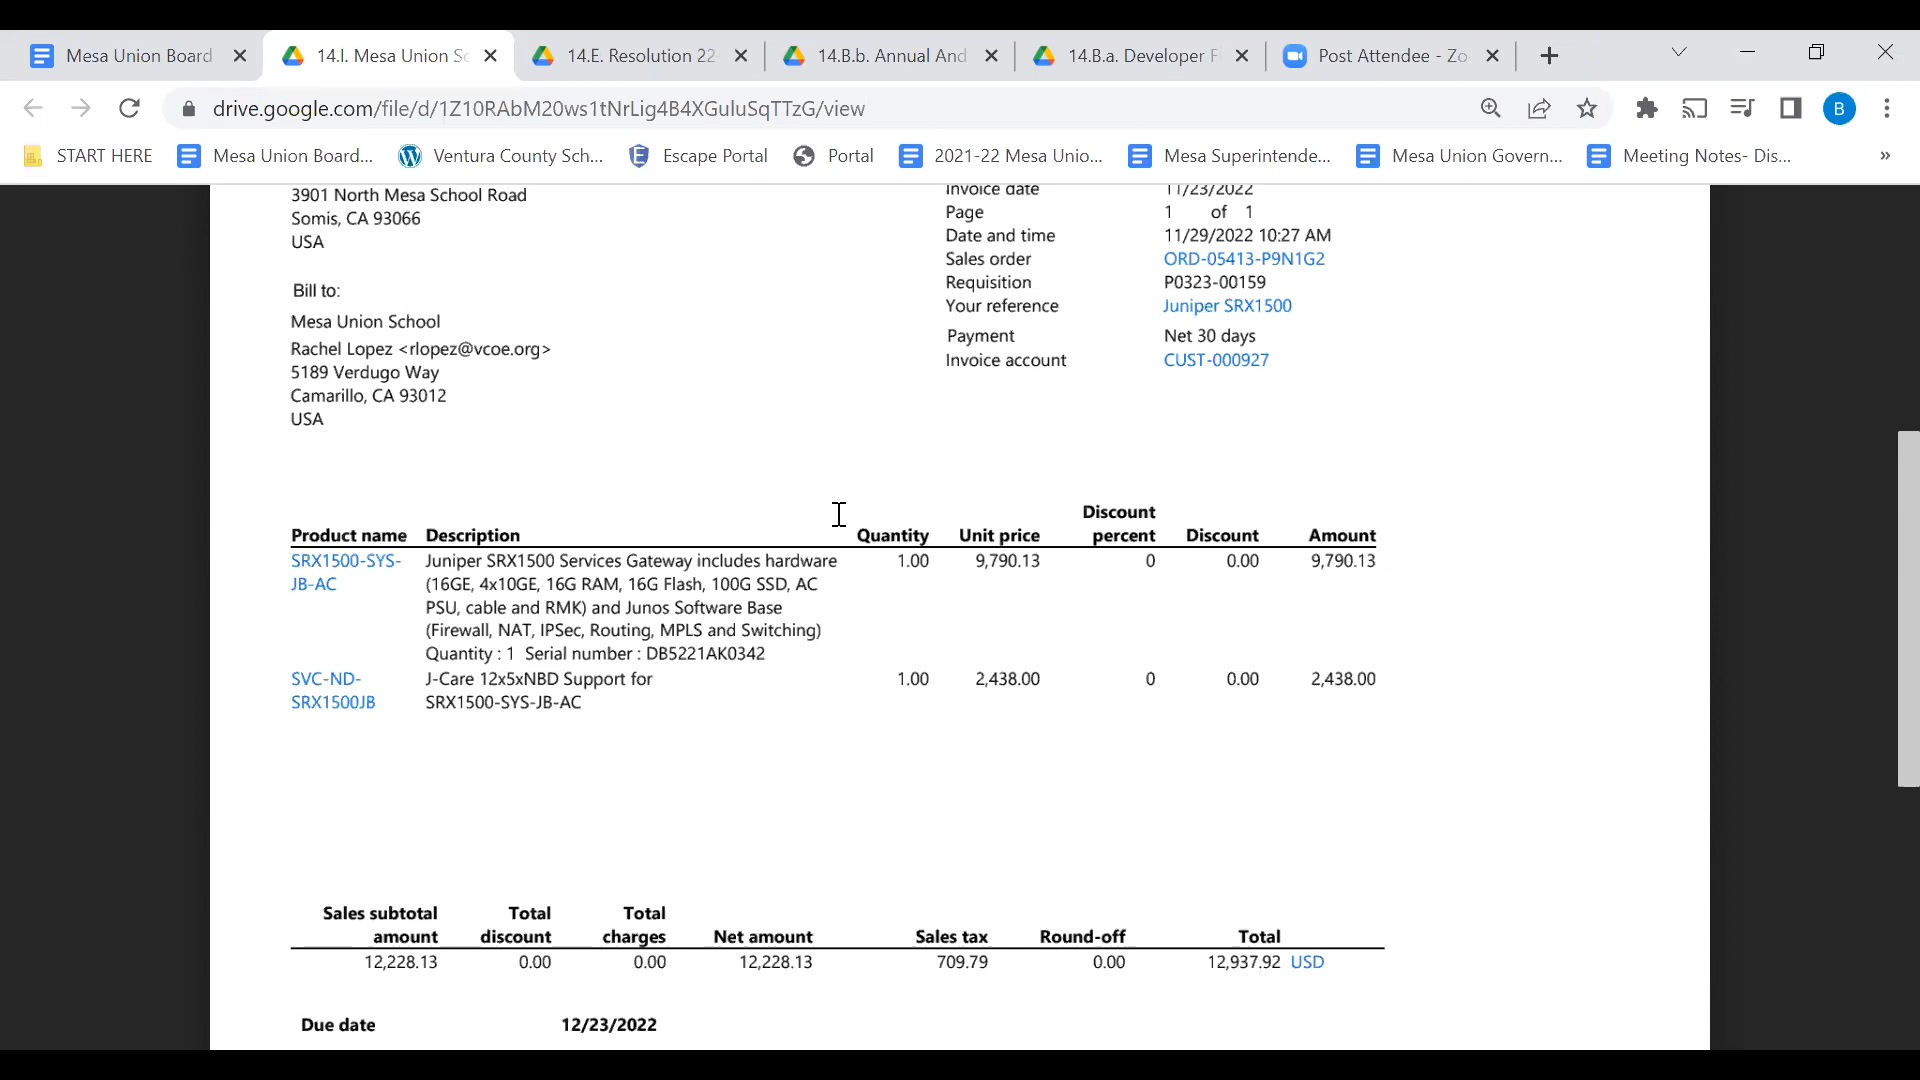 Mesa Union Board
14.I. Mesa Union Sc
14.E. Resolution 22
14.B.b. Annual And
14.B.a. Developer F
Post Attendee - Zo
drive.google.com/file/d/1Z10RAbM20ws1tNrLig4B4XGuluSqTTzG/view
B
START HERE
Mesa Union Board...
Ventura County Sch...
Escape Portal
Portal
2021-22 Mesa Unio...
Mesa Superintende...
Mesa Union Govern...
Meeting Notes- Dis...
»
3901 North Mesa School Road
Somis, CA 93066
USA
Invoice date 11/23/2022
Page 1 of 1
Date and time 11/29/2022 10:27 AM
Sales order ORD-05413-P9N1G2
Requisition P0323-00159
Your reference Juniper SRX1500
Payment Net 30 days
Invoice account CUST-000927
Bill to:
Mesa Union School
Rachel Lopez <rlopez@vcoe.org>
5189 Verdugo Way
Camarillo, CA 93012
USA
Discount
Product name Description Quantity Unit price percent Discount Amount
SRX1500-SYS- Juniper SRX1500 Services Gateway includes hardware 1.00 9,790.13 0 0.00 9,790.13
JB-AC (16GE, 4x10GE, 16G RAM, 16G Flash, 100G SSD, AC
PSU, cable and RMK) and Junos Software Base
(Firewall, NAT, IPSec, Routing, MPLS and Switching)
Quantity : 1 Serial number : DB5221AK0342
SVC-ND- J-Care 12x5xNBD Support for 1.00 2,438.00 0 0.00 2,438.00
SRX1500JB SRX1500-SYS-JB-AC
Sales subtotal Total Total
amount discount charges Net amount Sales tax Round-off Total
12,228.13 0.00 0.00 12,228.13 709.79 0.00 12,937.92 USD
Due date 12/23/2022